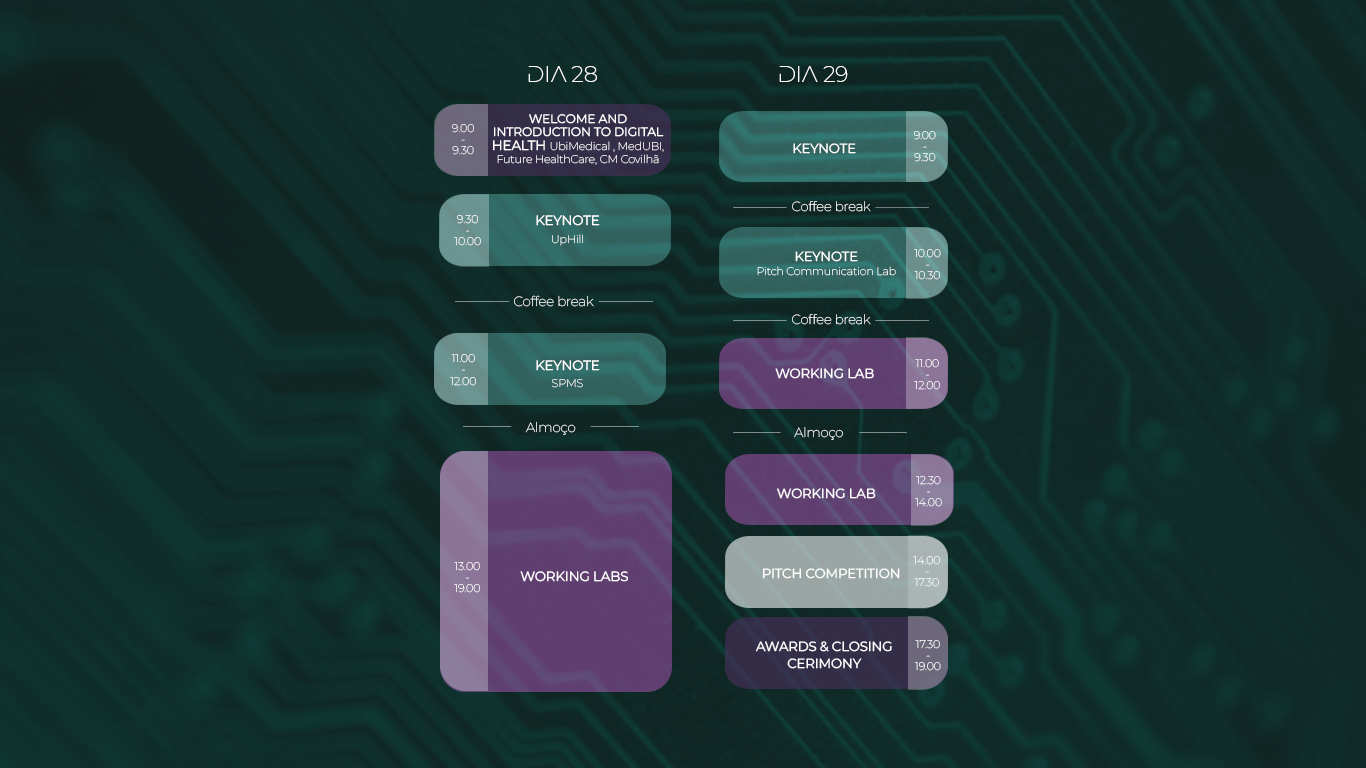 DIA 28
9.00
-
9.30
WELCOME AND
INTRODUCTION TO DIGITAL
HEALTH UbiMedical , MedUBI,
Future HealthCare, CM Covilhã
9.30
-
10.00
KEYNOTE
UpHill
Coffee break
11.00
-
12.00
KEYNOTE
SPMS
Almoço
13.00
-
19.00
WORKING LABS
DIA 29
KEYNOTE
9.00
-
9.30
Coffee break
KEYNOTE
Pitch Communication Lab
10.00
-
10.30
Coffee break
WORKING LAB
11.00
-
12.00
Almoço
WORKING LAB
12.30
-
14.00
PITCH COMPETITION
14.00
-
17.30
AWARDS & CLOSING
CERIMONY
17.30
-
19.00